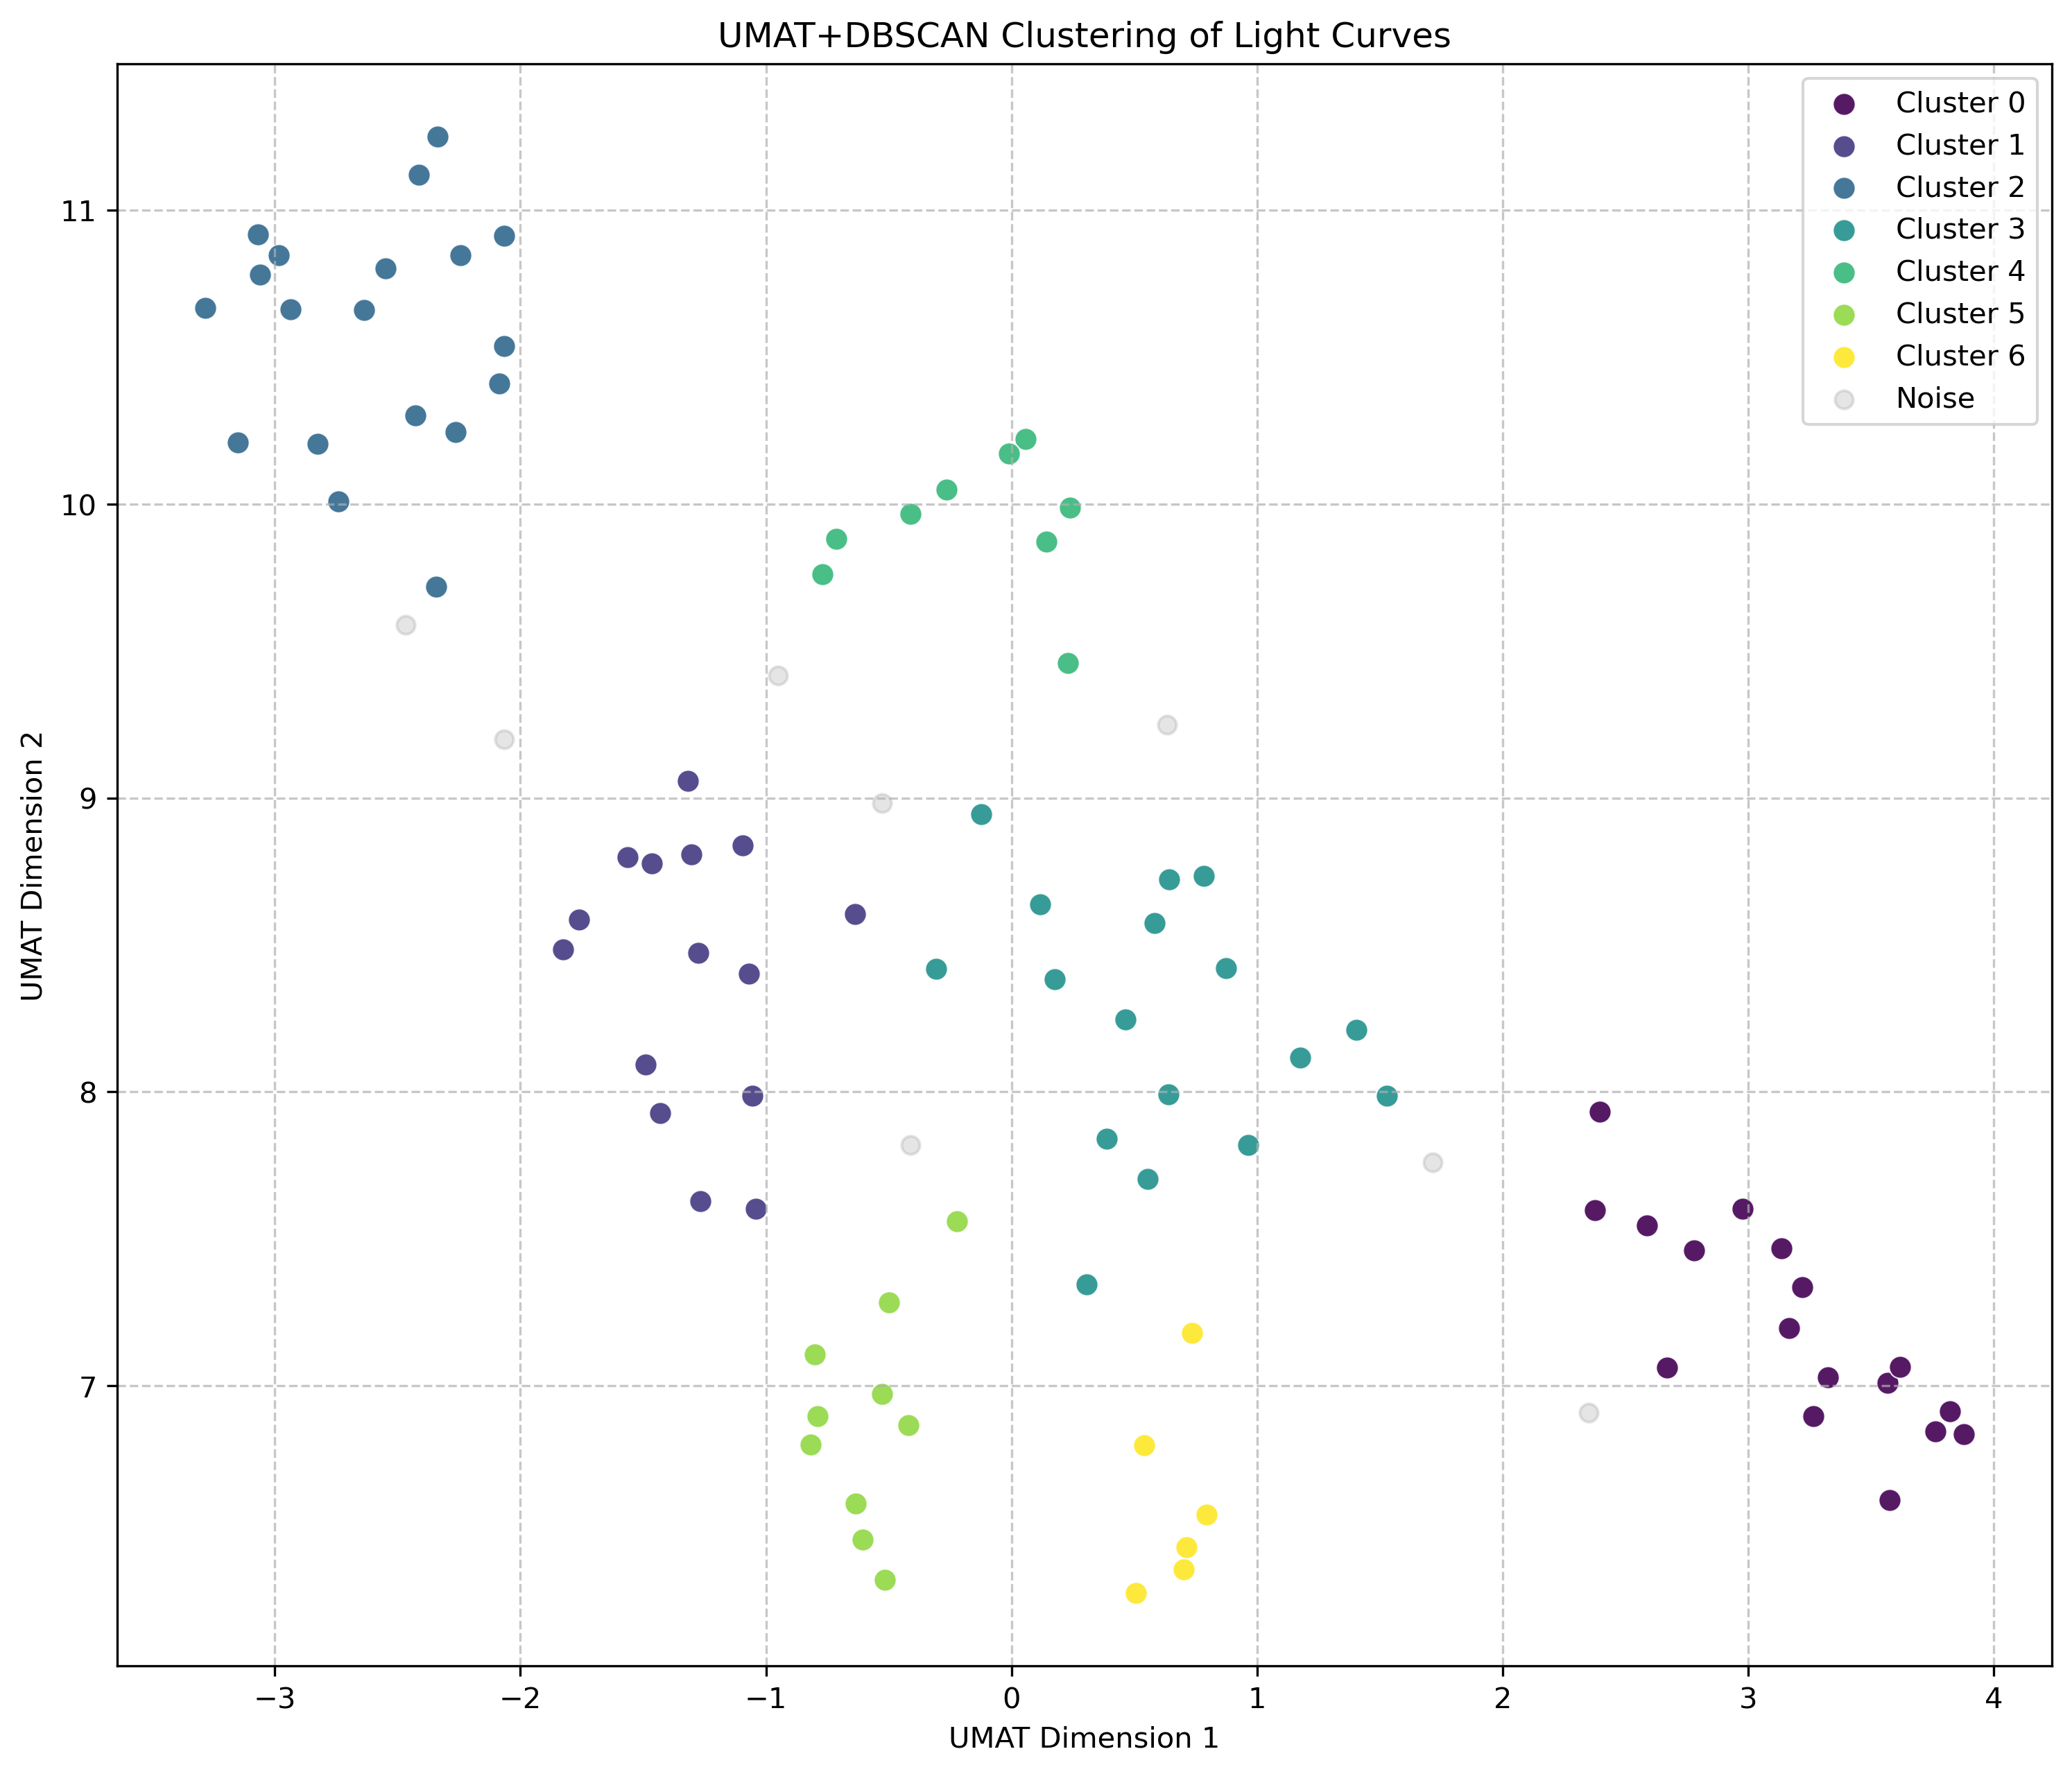 UMAT+DBSCAN Clustering of Light Curves
Cluster 0
Cluster 1
Cluster 2
Cluster 3
Cluster 4
Cluster 5
Cluster 6
Noise
11
10
9
8
7
UMAT Dimension 2
−3
−2
−1
0
1
2
3
4
UMAT Dimension 1